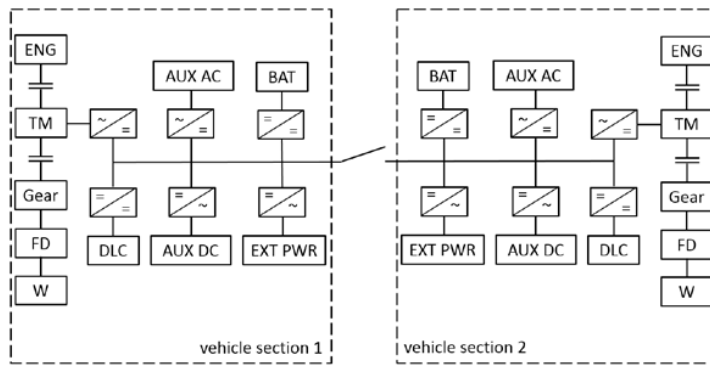 ENG
ENG
AUX AC
BAT
BAT
AUX AC
TM
~
=
~
=
=
=
=
=
~
=
~
=
TM
Gear
=
=
=
~
=
~
=
~
=
~
=
=
Gear
FD
DLC
AUX DC
EXT PWR
EXT PWR
AUX DC
DLC
FD
W
W
vehicle section 1
vehicle section 2